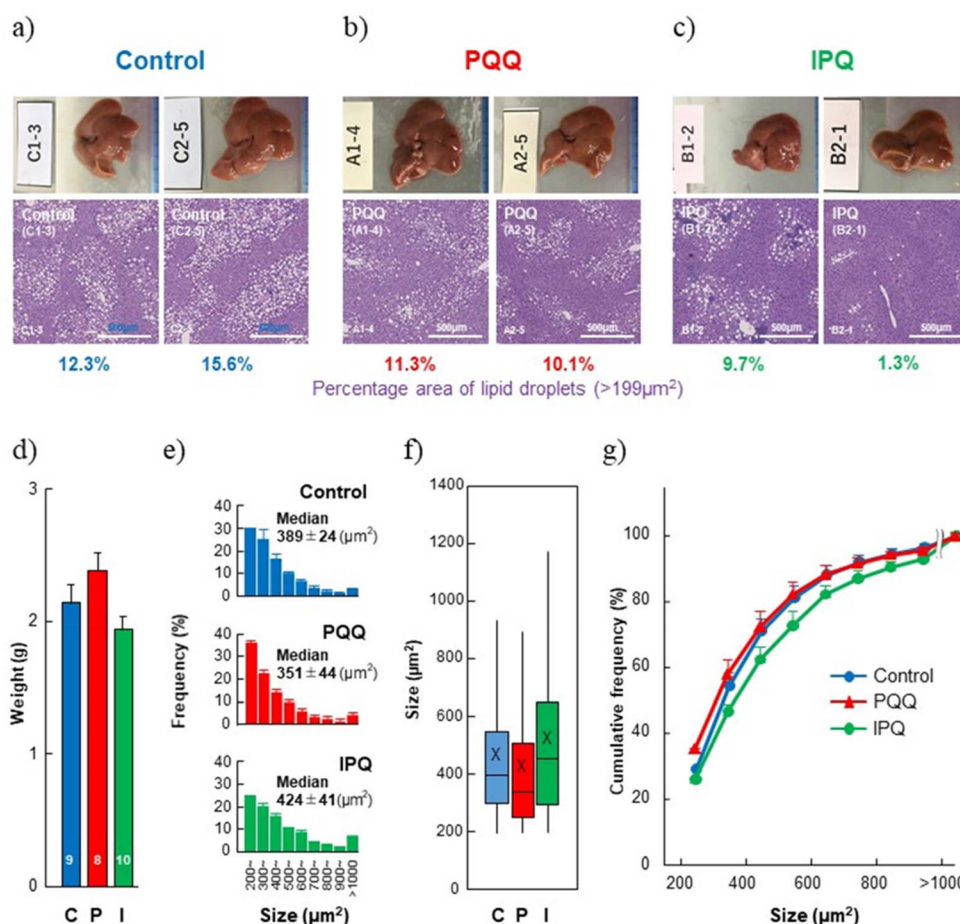 a)
Control
b)
PQQ
c)
IPQ
C1-3
C2-5
A1-4
A2-5
B1-2
B2-1
Control
(C1-3)
Control
(C2-5)
PQQ
(A1-4)
PQQ
(A2-5)
IPQ
(B1-2)
IPQ
(B2-1)
C1-3
500μm
C2-5
500μm
A1-4
500μm
A2-5
500μm
B1-2
500μm
B2-1
500μm
12.3%
15.6%
11.3%
10.1%
9.7%
1.3%
Percentage area of lipid droplets (>199μm²)
d)
3
2
1
0
Weight (g)
9
8
10
C P I
e)
Frequency (%)
Control
40
30
20
10
0
Median
389 ± 24 (μm²)
PQQ
40
30
20
10
0
Median
351 ± 44 (μm²)
IPQ
40
30
20
10
0
Median
424 ± 41 (μm²)
200~
300~
400~
500~
600~
700~
800~
900~
>1000
Size (μm²)
f)
1400
1200
1000
800
600
400
200
0
Size (μm²)
X
X
X
C P I
g)
100
80
60
40
20
0
Cumulative frequency (%)
Control
PQQ
IPQ
200
400
600
800
>1000
Size (μm²)